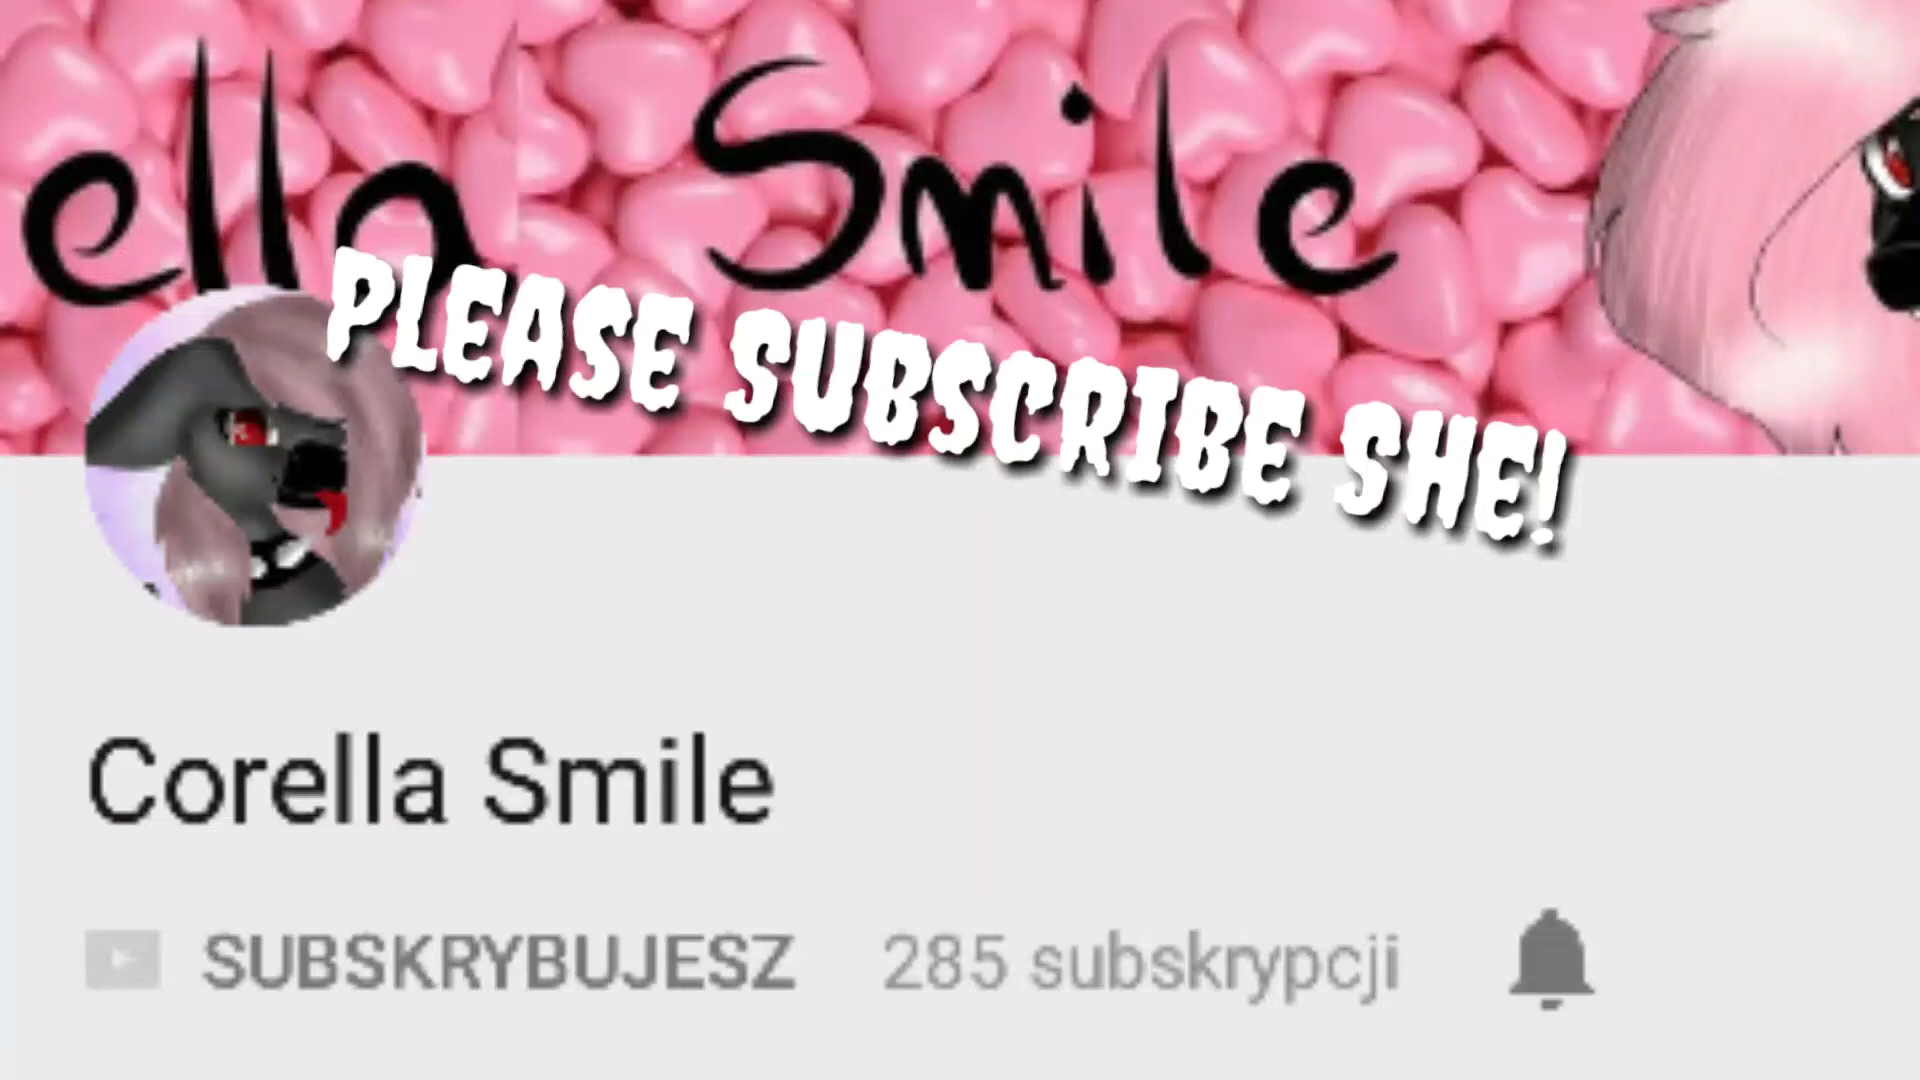 ella Smile
PLEASE SUBSCRIBE SHE!
Corella Smile
SUBSKRYBUJESZ 285 subskrypcji